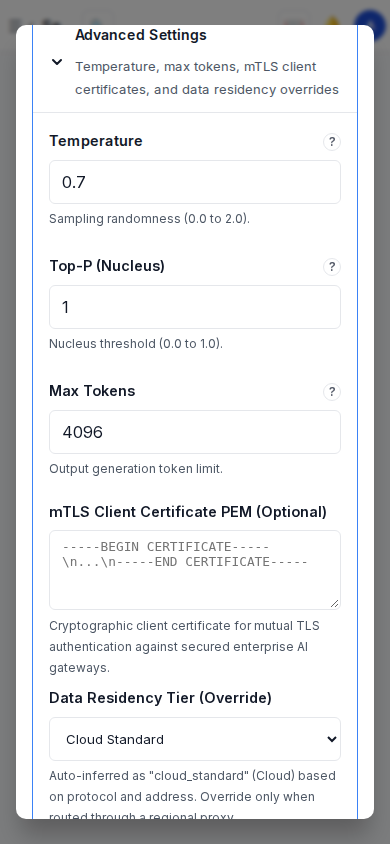 Advanced Settings
Temperature, max tokens, mTLS client
certificates, and data residency overrides
Temperature
?
0.7
Sampling randomness (0.0 to 2.0).
Top-P (Nucleus)
?
1
Nucleus threshold (0.0 to 1.0).
Max Tokens
?
4096
Output generation token limit.
mTLS Client Certificate PEM (Optional)
-----BEGIN CERTIFICATE-----
\n...\n-----END CERTIFICATE-----
Cryptographic client certificate for mutual TLS
authentication against secured enterprise AI
gateways.
Data Residency Tier (Override)
Cloud Standard
Auto-inferred as "cloud_standard" (Cloud) based
on protocol and address. Override only when
routed through a regional proxy.